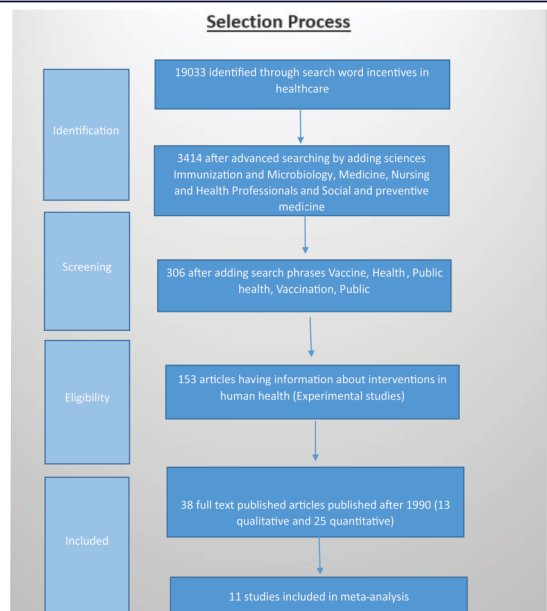 Selection Process
Identification
19033 identified through search word incentives in
healthcare
3414 after advanced searching by adding sciences
Immunization and Microbiology, Medicine, Nursing
and Health Professionals and Social and preventive
medicine
Screening
306 after adding search phrases Vaccine, Health, Public
health, Vaccination, Public
Eligibility
153 articles having information about interventions in
human health (Experimental studies)
Included
38 full text published articles published after 1990 (13
qualitative and 25 quantitative)
11 studies included in meta-analysis